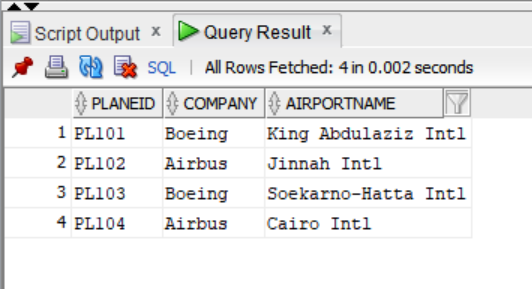 Script Output x Query Result x
SQL | All Rows Fetched: 4 in 0.002 seconds
PLANEID COMPANY AIRPORTNAME
1 PL101 Boeing King Abdulaziz Intl
2 PL102 Airbus Jinnah Intl
3 PL103 Boeing Soekarno-Hatta Intl
4 PL104 Airbus Cairo Intl